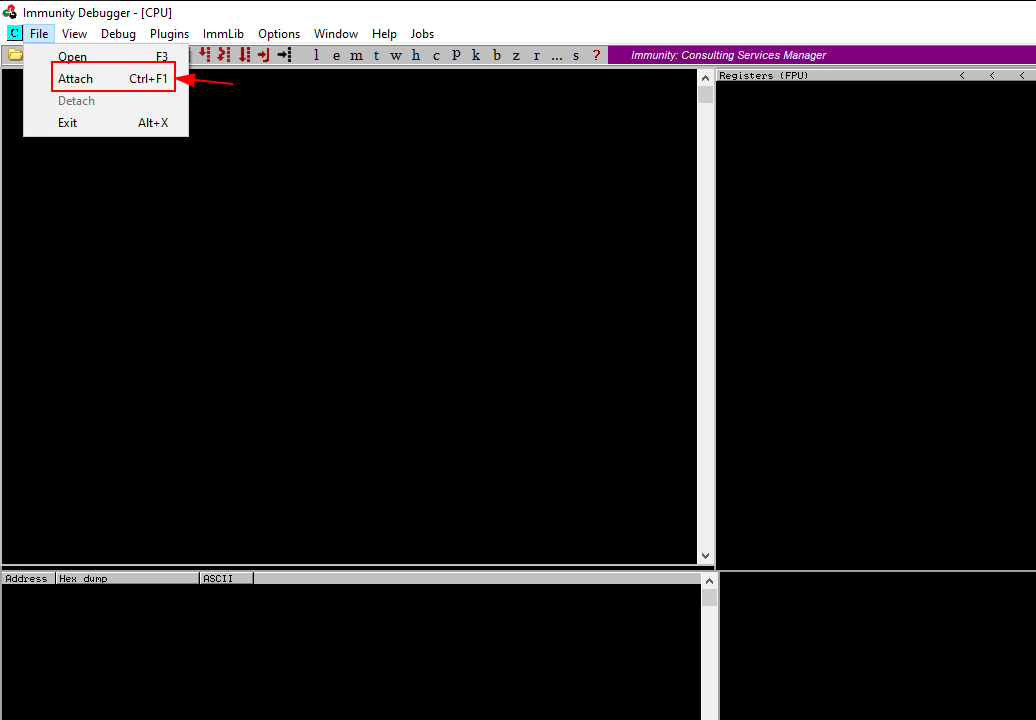 Immunity Debugger - [CPU]
C File View Debug Plugins ImmLib Options Window Help Jobs
l e m t w h c P k b z r ... s ? Immunity: Consulting Services Manager
Open F3
Attach Ctrl+F1
Detach
Exit Alt+X
Registers (FPU) < < <
Address Hex dump ASCII